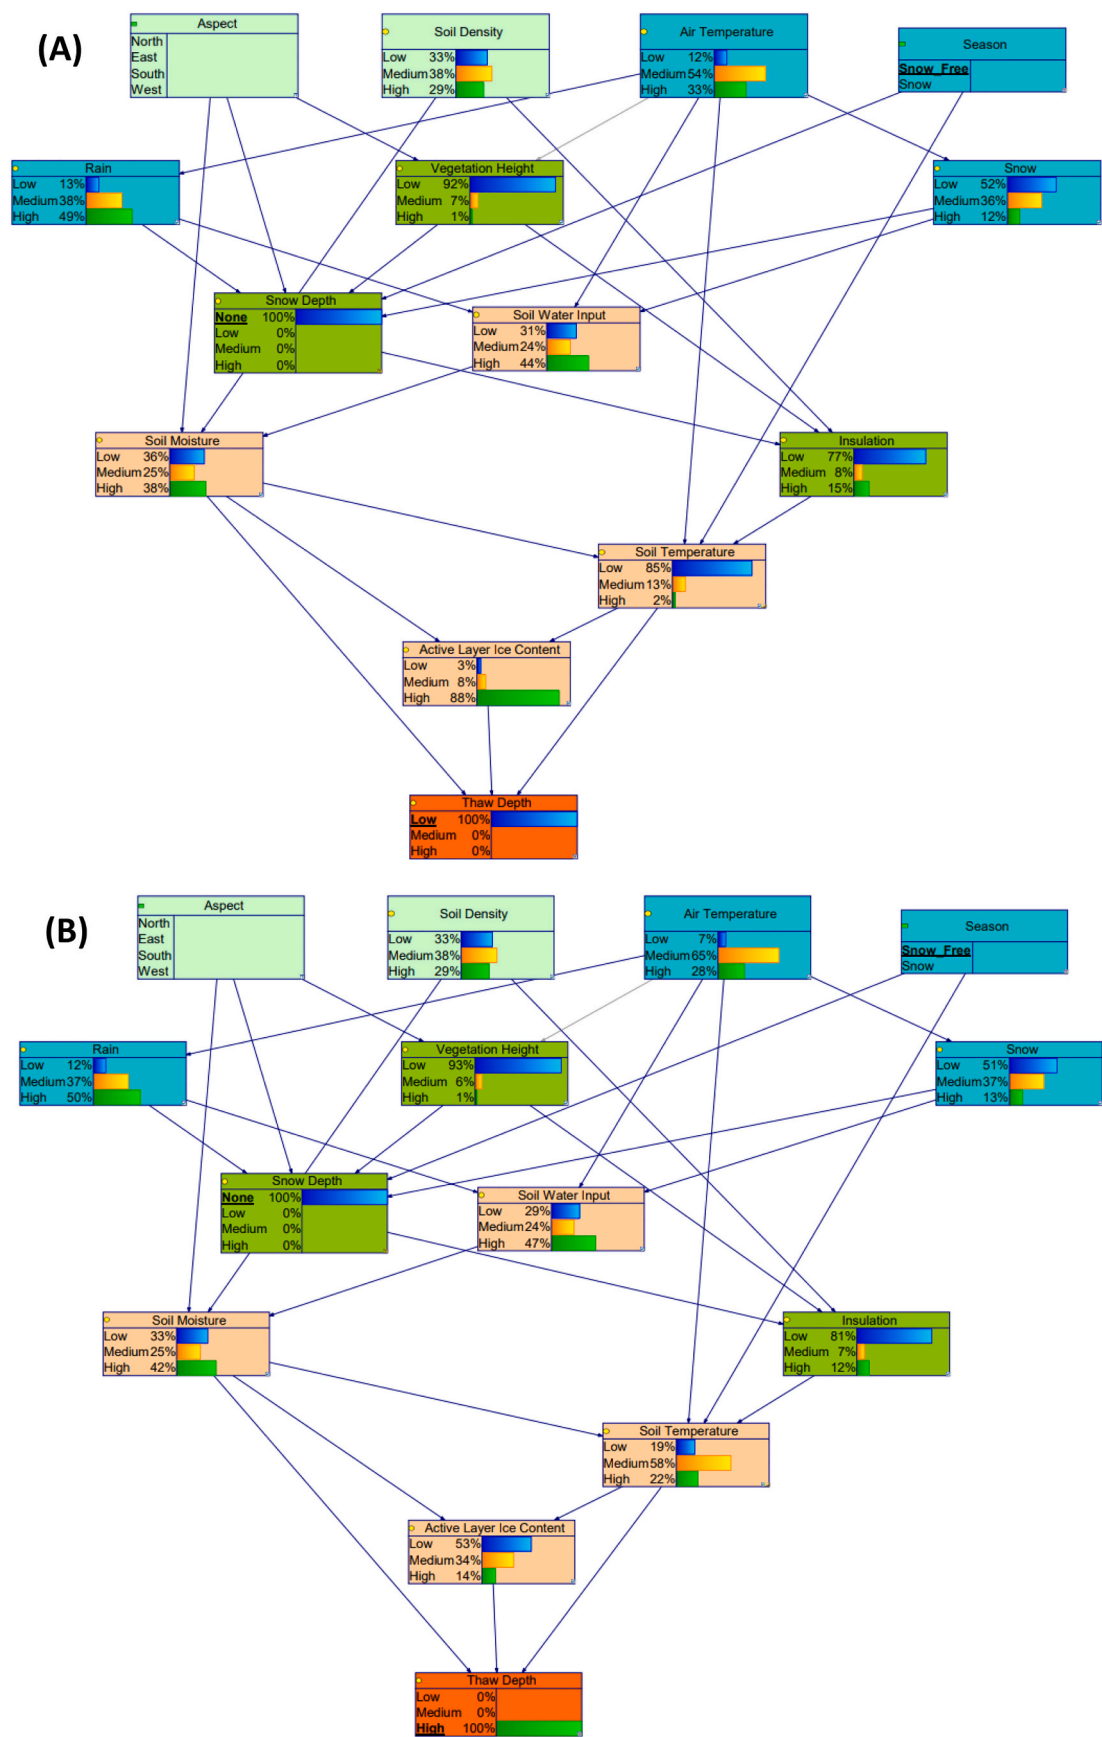 (A)
Aspect
North
East
South
West
Soil Density
Low 33%
Medium 38%
High 29%
Air Temperature
Low 12%
Medium 54%
High 33%
Season
Snow_Free
Snow
Rain
Low 13%
Medium 38%
High 49%
Vegetation Height
Low 92%
Medium 7%
High 1%
Snow
Low 52%
Medium 36%
High 12%
Snow Depth
None 100%
Low 0%
Medium 0%
High 0%
Soil Water Input
Low 31%
Medium 24%
High 44%
Soil Moisture
Low 36%
Medium 25%
High 38%
Insulation
Low 77%
Medium 8%
High 15%
Soil Temperature
Low 85%
Medium 13%
High 2%
Active Layer Ice Content
Low 3%
Medium 8%
High 88%
Thaw Depth
Low 100%
Medium 0%
High 0%
(B)
Aspect
North
East
South
West
Soil Density
Low 33%
Medium 38%
High 29%
Air Temperature
Low 7%
Medium 65%
High 28%
Season
Snow_Free
Snow
Rain
Low 12%
Medium 37%
High 50%
Vegetation Height
Low 93%
Medium 6%
High 1%
Snow
Low 51%
Medium 37%
High 13%
Snow Depth
None 100%
Low 0%
Medium 0%
High 0%
Soil Water Input
Low 29%
Medium 24%
High 47%
Soil Moisture
Low 33%
Medium 25%
High 42%
Insulation
Low 81%
Medium 7%
High 12%
Soil Temperature
Low 19%
Medium 58%
High 22%
Active Layer Ice Content
Low 53%
Medium 34%
High 14%
Thaw Depth
Low 0%
Medium 0%
High 100%